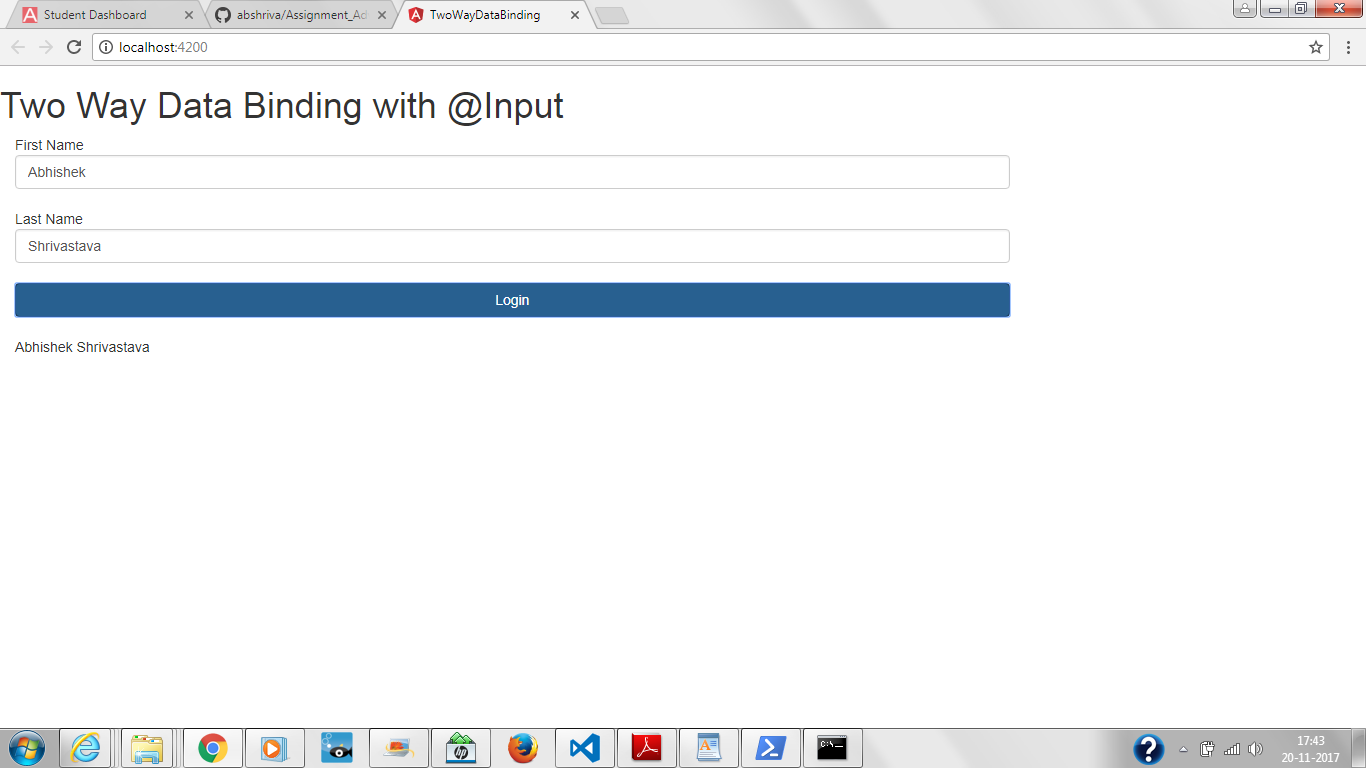 Student Dashboard
abshriva/Assignment_Ad
TwoWayDataBinding
localhost:4200
Two Way Data Binding with @Input
First Name
Abhishek
Last Name
Shrivastava
Login
Abhishek Shrivastava
17:43
20-11-2017